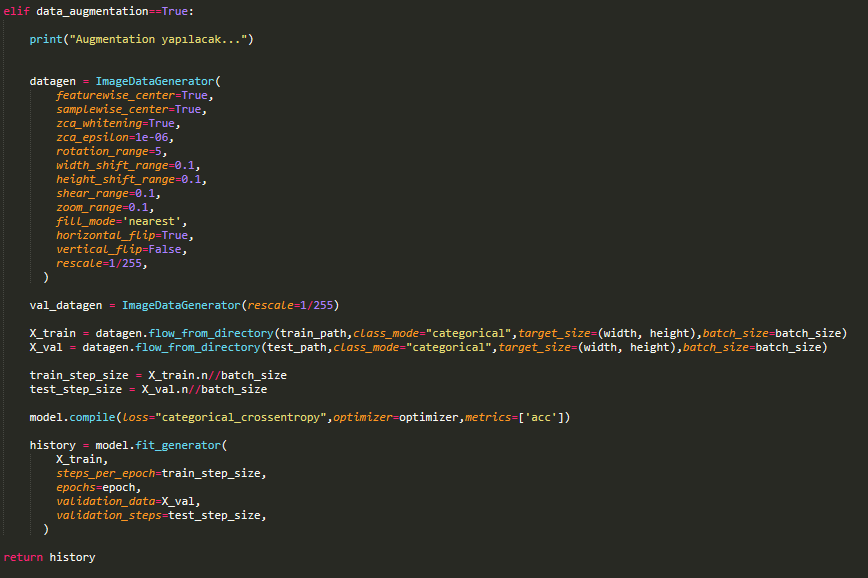 elif data_augmentation==True:
print("Augmentation yapılacak...")
datagen = ImageDataGenerator(
featurewise_center=True,
samplewise_center=True,
zca_whitening=True,
zca_epsilon=1e-06,
rotation_range=5,
width_shift_range=0.1,
height_shift_range=0.1,
shear_range=0.1,
zoom_range=0.1,
fill_mode='nearest',
horizontal_flip=True,
vertical_flip=False,
rescale=1/255,
)
val_datagen = ImageDataGenerator(rescale=1/255)
X_train = datagen.flow_from_directory(train_path,class_mode="categorical",target_size=(width, height),batch_size=batch_size)
X_val = datagen.flow_from_directory(test_path,class_mode="categorical",target_size=(width, height),batch_size=batch_size)
train_step_size = X_train.n//batch_size
test_step_size = X_val.n//batch_size
model.compile(loss="categorical_crossentropy",optimizer=optimizer,metrics=['acc'])
history = model.fit_generator(
X_train,
steps_per_epoch=train_step_size,
epochs=epoch,
validation_data=X_val,
validation_steps=test_step_size,
)
return history